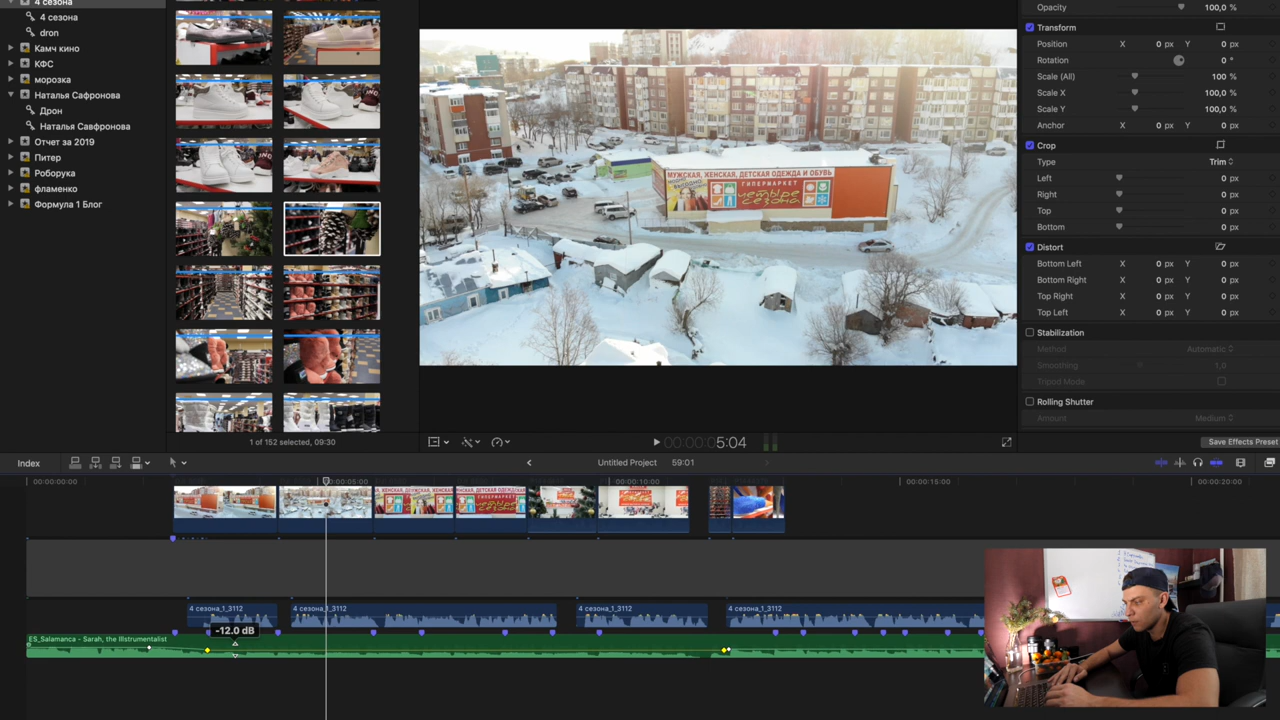 4 сезона
4 сезона
dron
Камч кино
КФС
морозка
Наталья Сафронова
Дрон
Наталья Савфронова
Отчет за 2019
Питер
Роборука
фламенко
Формула 1 Блог
1 of 152 selected, 09:30
МУЖСКАЯ, ЖЕНСКАЯ, ДЕТСКАЯ ОДЕЖДА И ОБУВЬ
ГИПЕРМАРКЕТ
четыре
сезона
Opacity 100,0 %
Transform
Position X 0 px Y 0 px
Rotation 0 °
Scale (All) 100 %
Scale X 100,0 %
Scale Y 100,0 %
Anchor X 0 px Y 0 px
Crop
Type Trim
Left 0 px
Right 0 px
Top 0 px
Bottom 0 px
Distort
Bottom Left X 0 px Y 0 px
Bottom Right X 0 px Y 0 px
Top Right X 0 px Y 0 px
Top Left X 0 px Y 0 px
Stabilization
Method Automatic
Smoothing 1,0
Tripod Mode
Rolling Shutter
Amount Medium
Save Effects Preset
00:00:00 5:04
Index
Untitled Project 59:01
00:00:00:00
00:00:05:00
00:00:10:00
00:00:15:00
00:00:20:00
4 сезона_1_3112
4 сезона_1_3112
4 сезона_1_3112
4 сезона_1_3112
-12.0 dB
ES_Salamanca - Sarah, the Illstrumentalist